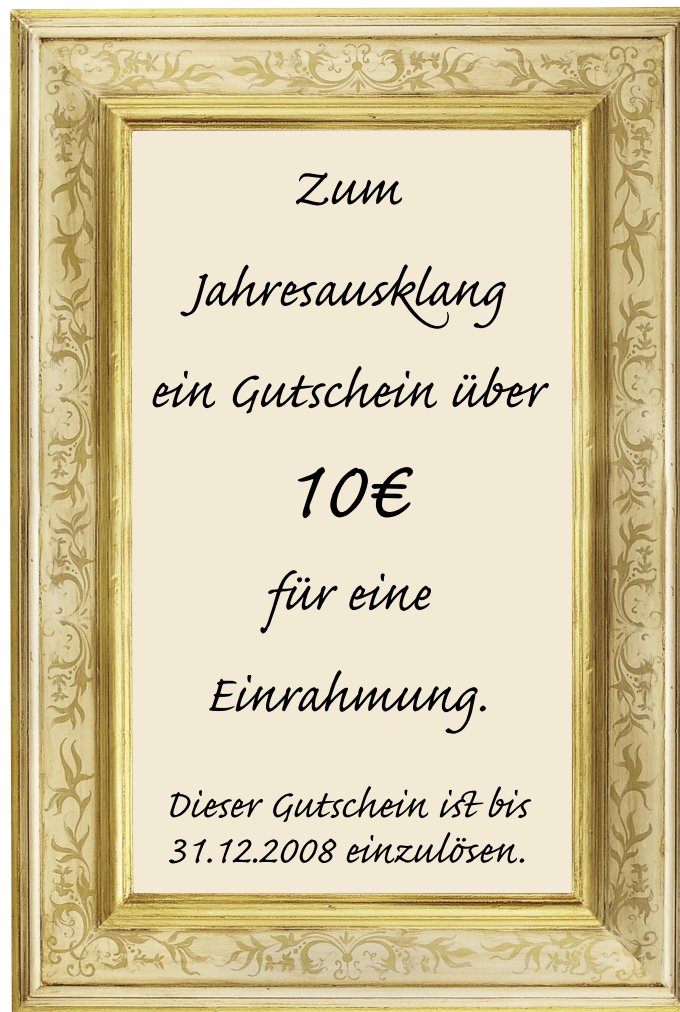 Zum
Jahresausklang
ein Gutschein über
10€
für eine
Einrahmung.
Dieser Gutschein ist bis
31.12.2008 einzulösen.